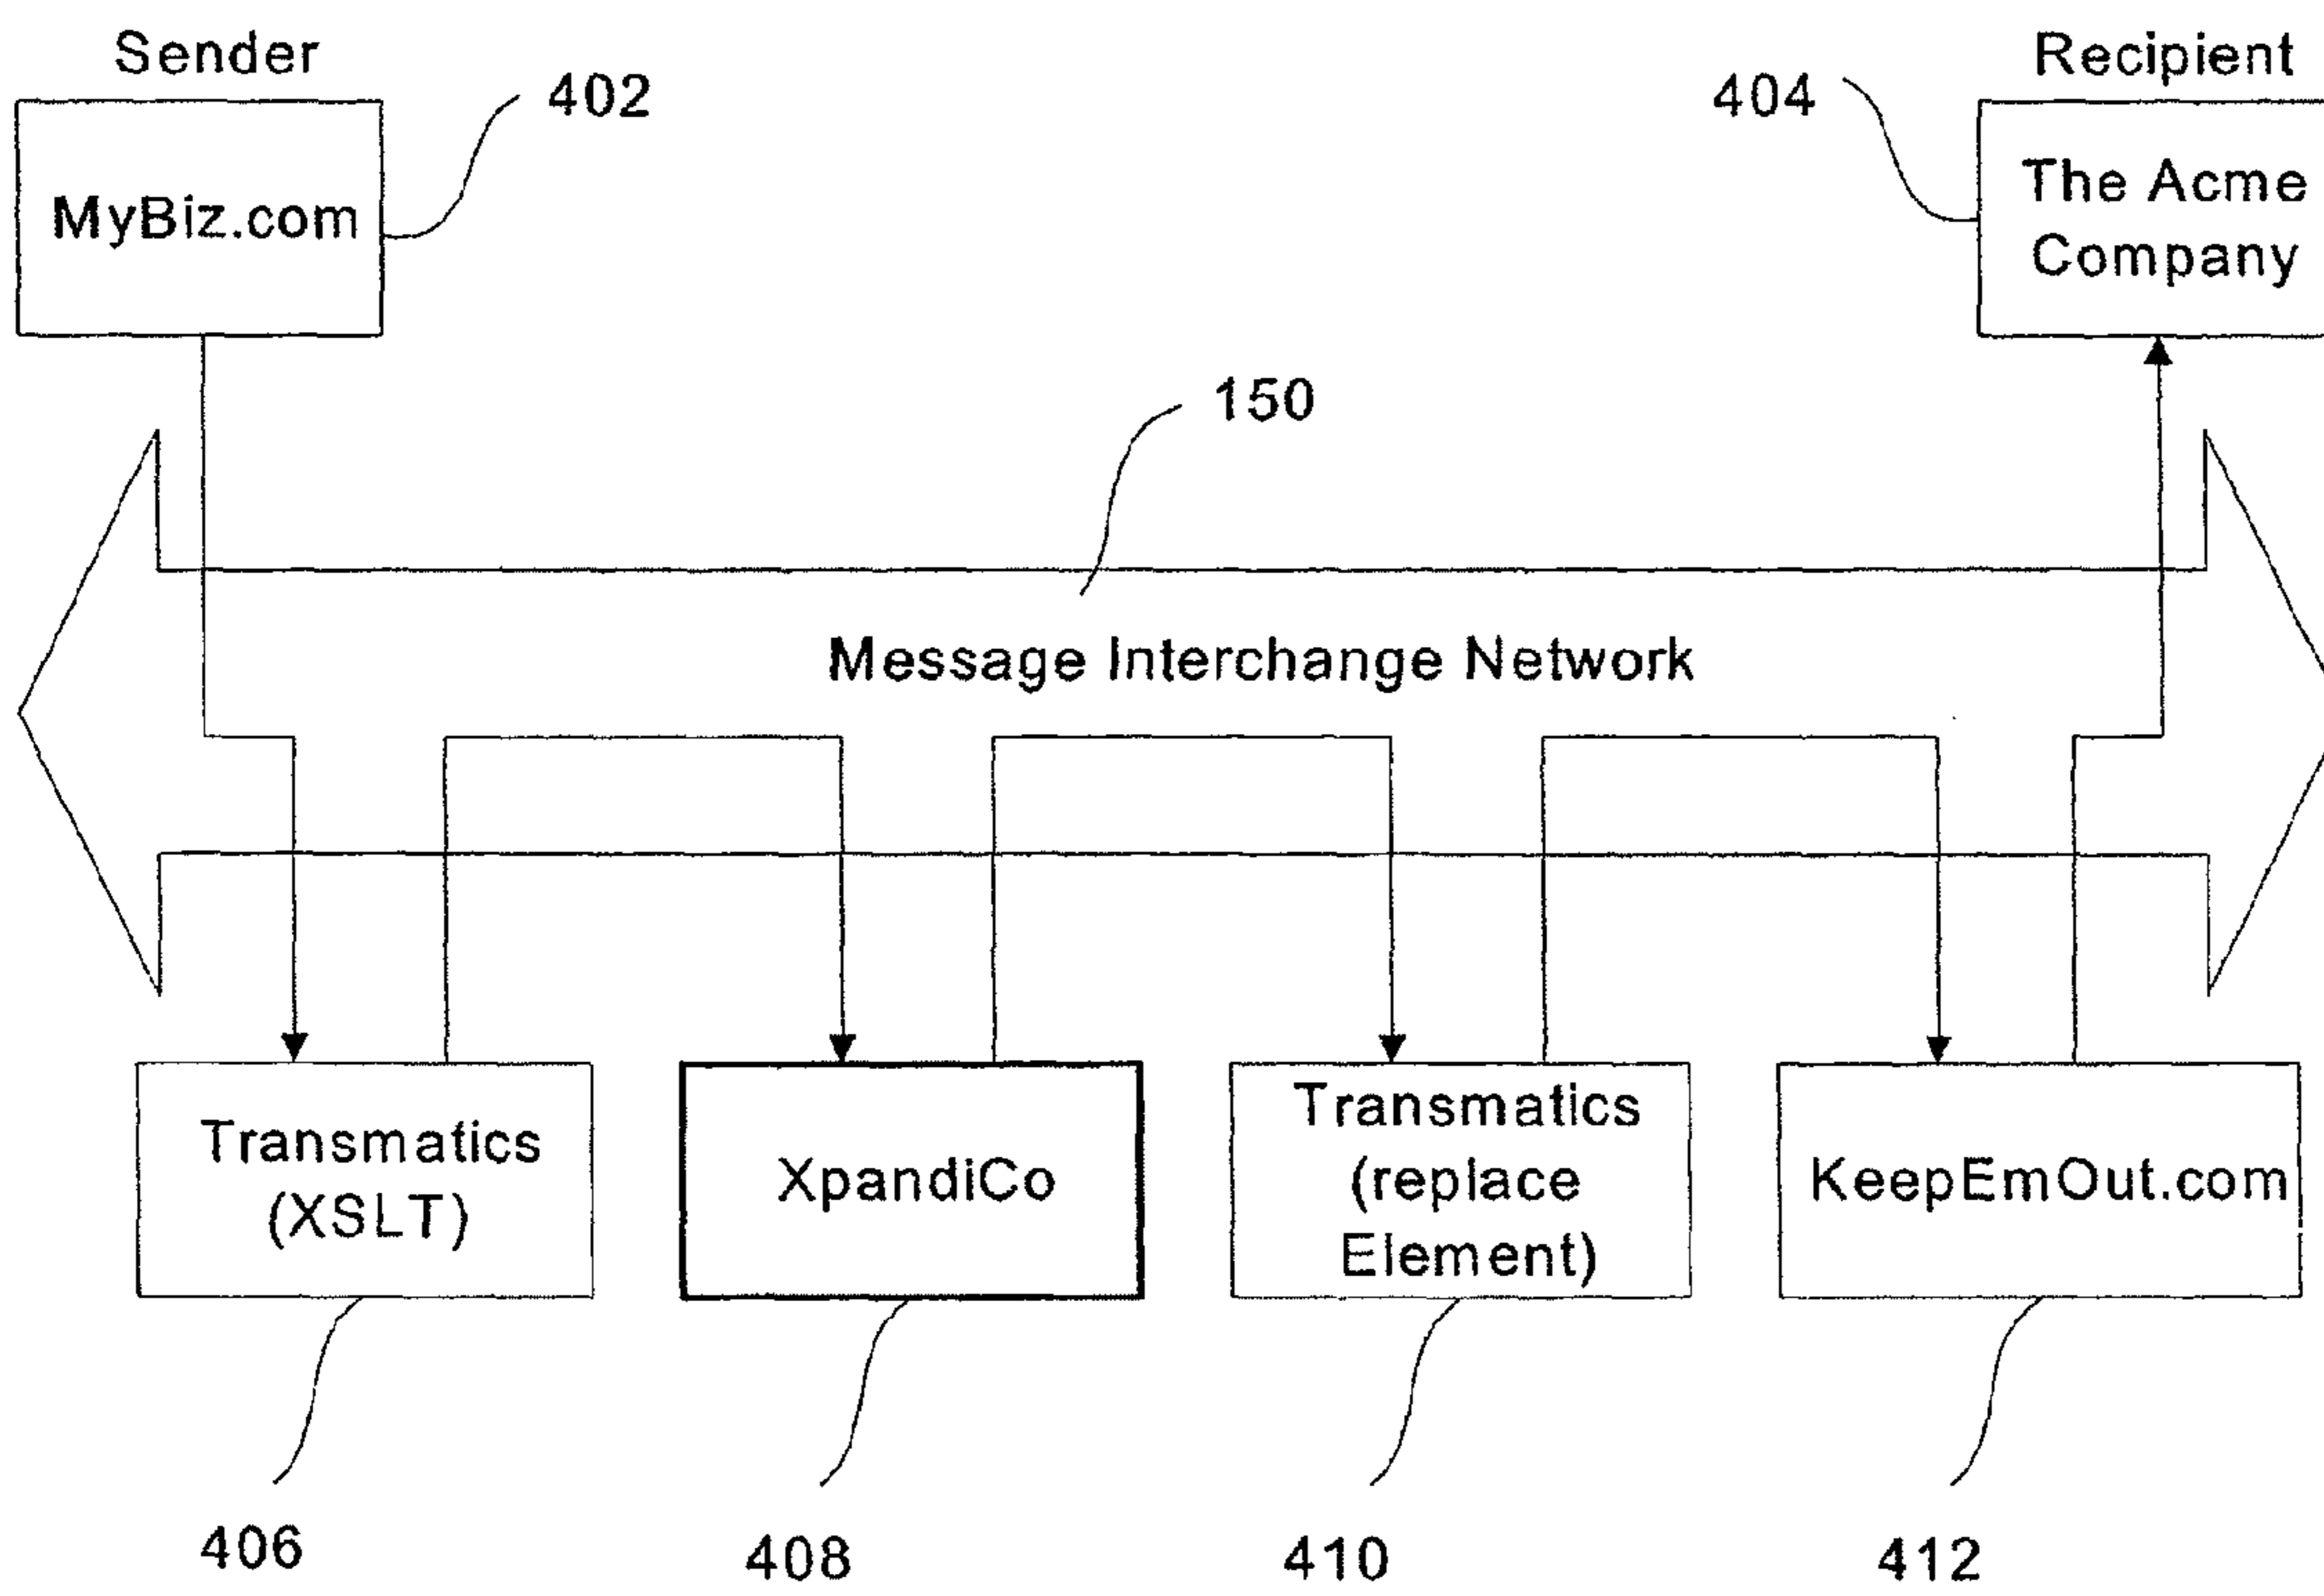 Sender
402
MyBiz.com
Recipient
404
The Acme
Company
150
Message Interchange Network
Transmatics
(XSLT)
XpandiCo
Transmatics
(replace
Element)
KeepEmOut.com
406
408
410
412